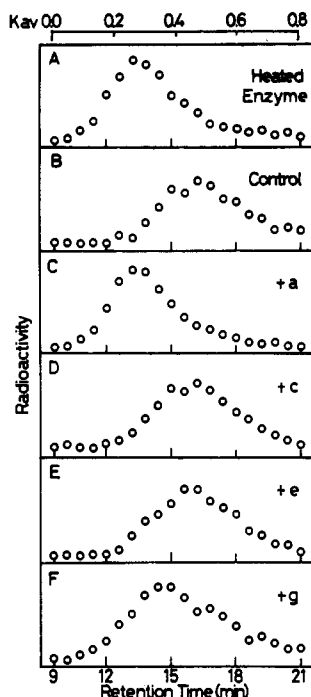 Kav 0.0 0.2 0.4 0.6 0.8
A
Heated
Enzyme
B
Control
C
+a
D
+c
E
+e
F
+g
Radioactivity
9 12 15 18 21
Retention Time(min)